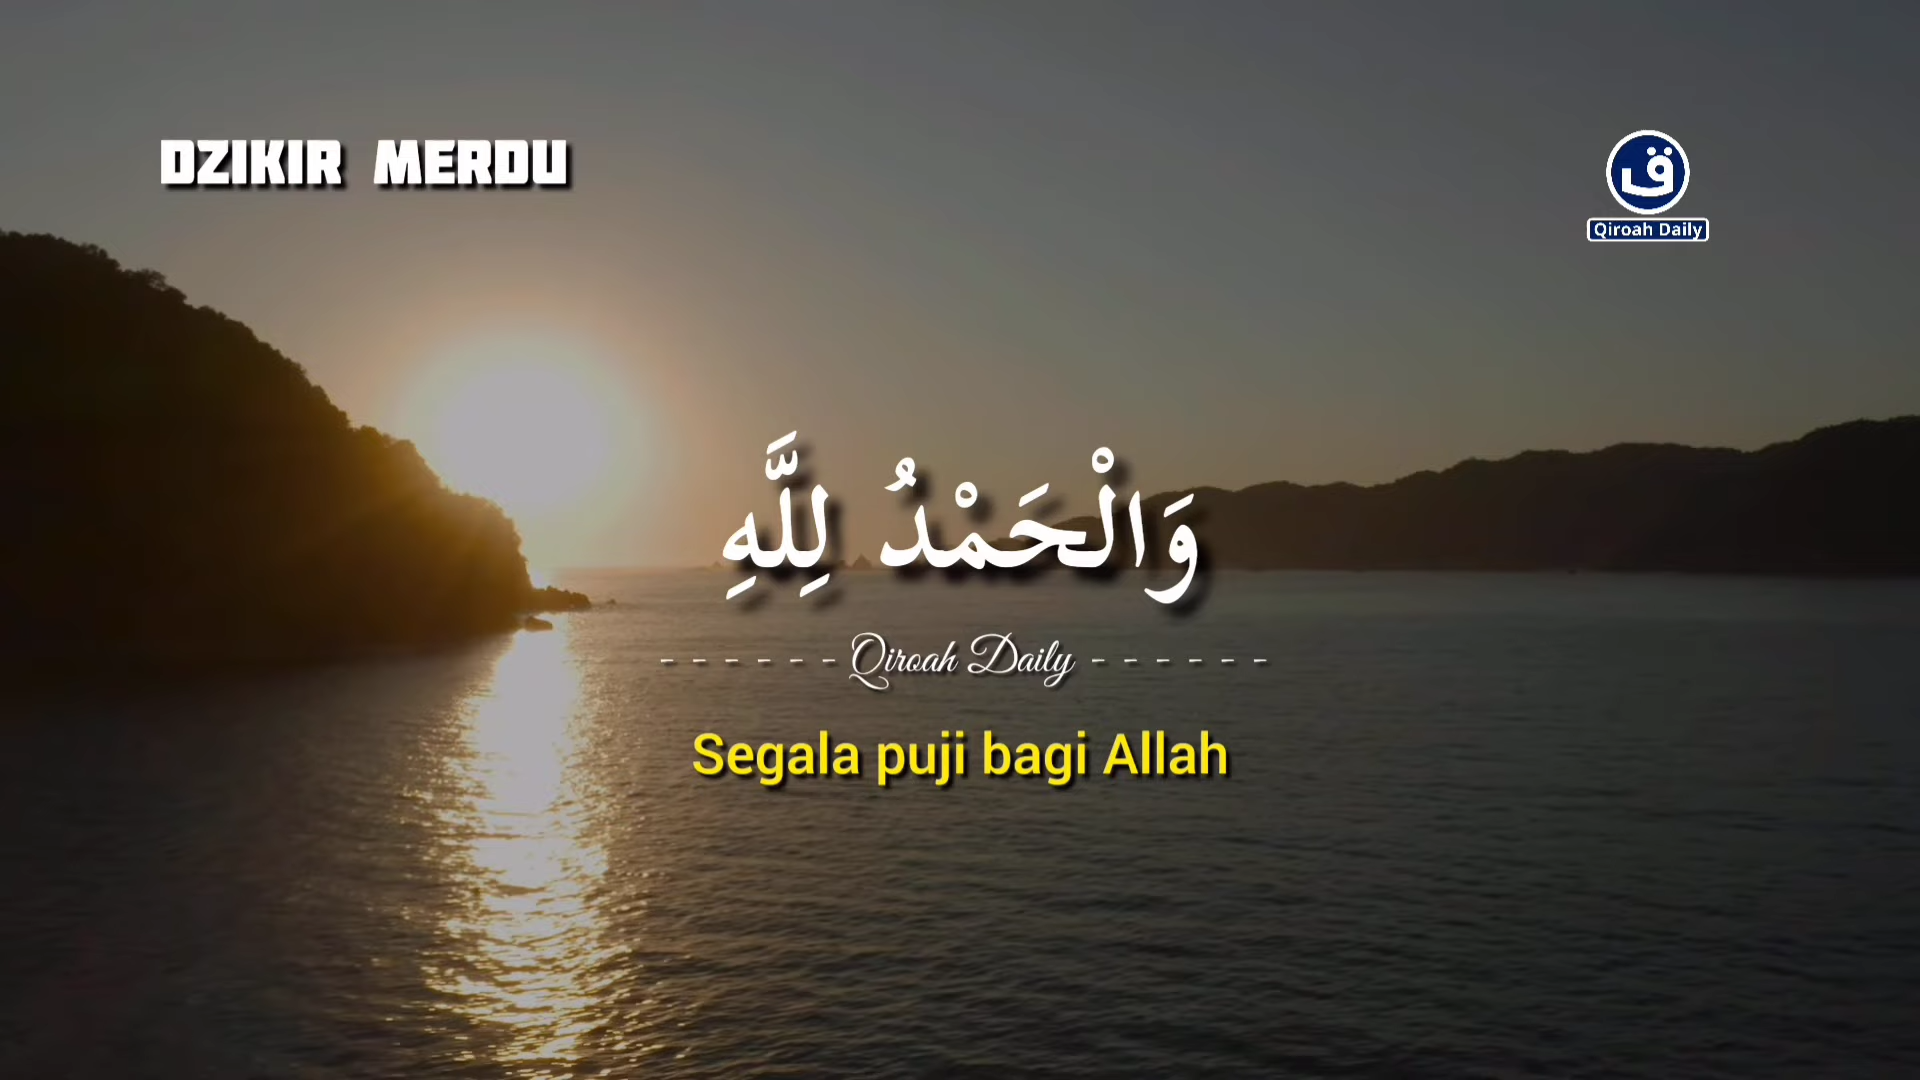 DZIKIR MERDU
ق
Qiroah Daily
وَالْحَمْدُ لِلَّهِ
- - - - - - Qiroah Daily - - - - - -
Segala puji bagi Allah